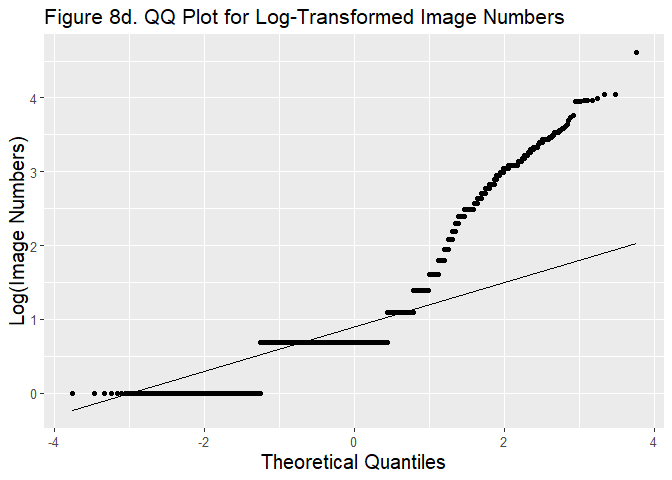 Figure 8d. QQ Plot for Log-Transformed Image Numbers
Log(Image Numbers)
4
3
2
1
0
-4 -2 0 2 4
Theoretical Quantiles